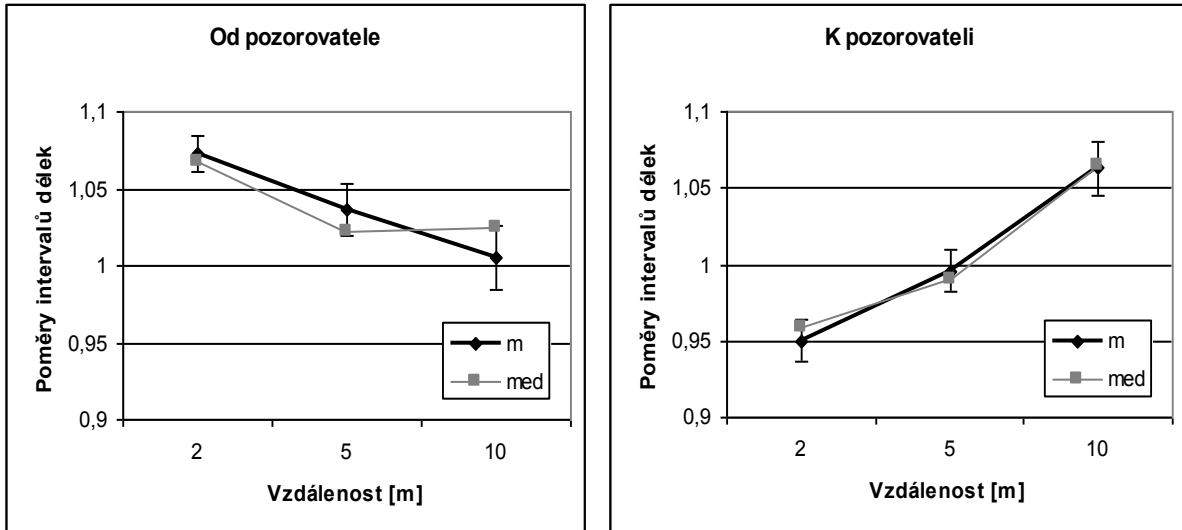 Od pozorovatele
Poměry intervalů délek
1,1
1,05
1
0,95
0,9
m
med
2
5
10
Vzdálenost [m]
K pozorovateli
Poměry intervalů délek
1,1
1,05
1
0,95
0,9
m
med
2
5
10
Vzdálenost [m]